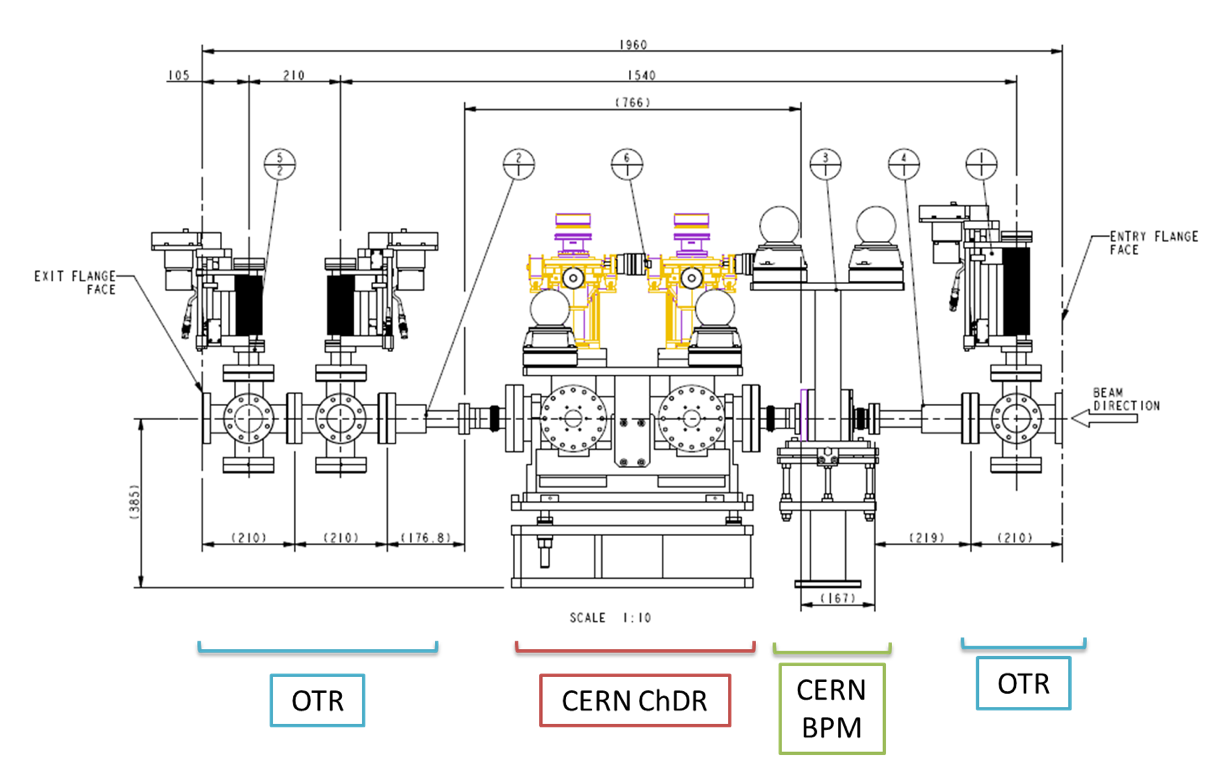 1960
105
210
1540
(766)
5
2
2
1
6
1
3
1
4
1
1
1
ENTRY FLANGE
FACE
EXIT FLANGE
FACE
BEAM
DIRECTION
(385)
(210)
(210)
(176.8)
(219)
(210)
(167)
SCALE 1:10
OTR
CERN ChDR
CERN
BPM
OTR